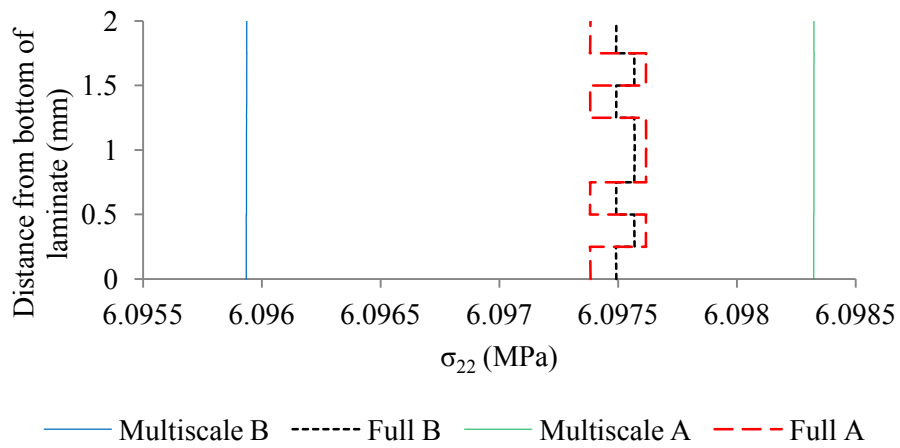 Distance from bottom of
laminate (mm)
2
1.5
1
0.5
0
6.0955 6.096 6.0965 6.097 6.0975 6.098 6.0985
σ22 (MPa)
Multiscale B Full B Multiscale A Full A